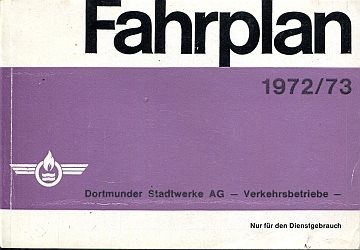 Fahrplan
1972/73
Dortmunder Stadtwerke AG – Verkehrsbetriebe –
Nur für den Dienstgebrauch